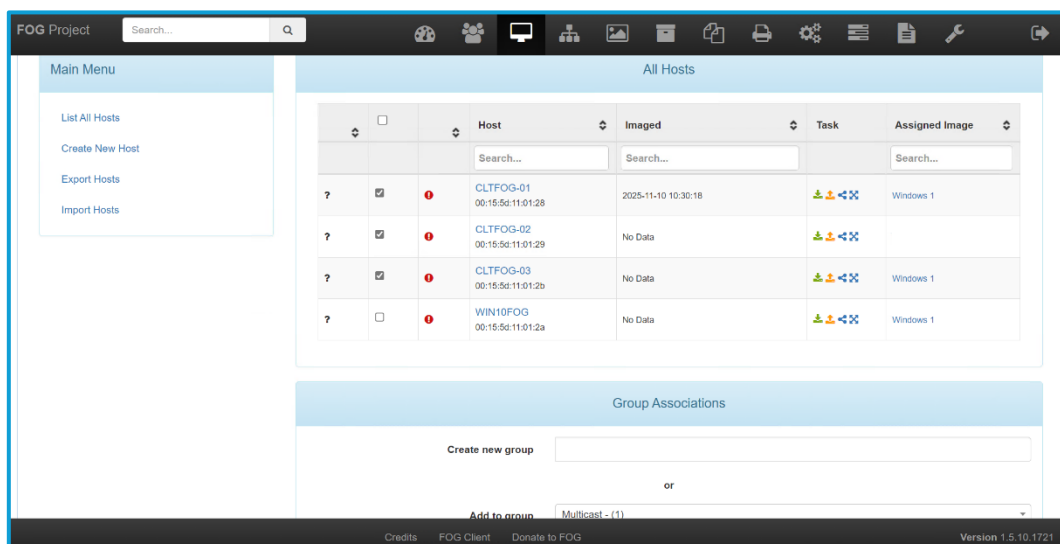 FOG Project
Search...
Main Menu
List All Hosts
Create New Host
Export Hosts
Import Hosts
All Hosts
Host Imaged Task Assigned Image
Search... Search... Search...
? CLTFOG-01 2025-11-10 10:30:18 Windows 1
00:15:5d:11:01:28
? CLTFOG-02 No Data
00:15:5d:11:01:29
? CLTFOG-03 No Data Windows 1
00:15:5d:11:01:2b
? WIN10FOG No Data Windows 1
00:15:5d:11:01:2a
Group Associations
Create new group
or
Add to group Multicast - (1)
Credits FOG Client Donate to FOG Version 1.5.10.1721